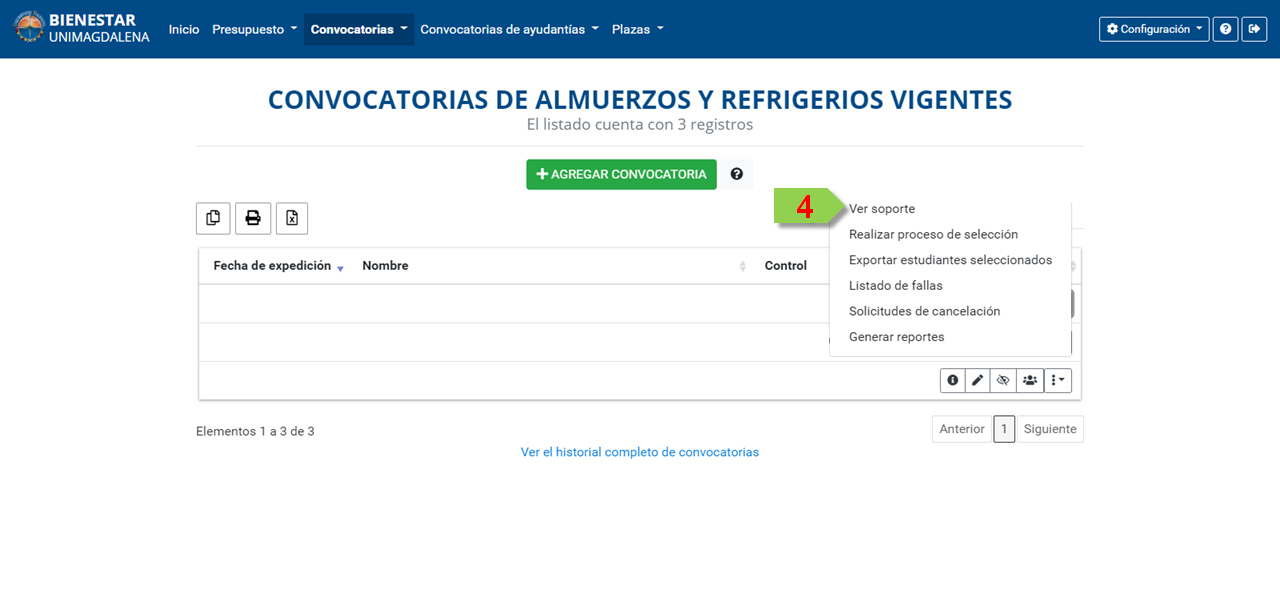 BIENESTAR
UNIMAGDALENA
Inicio Presupuesto Convocatorias Convocatorias de ayudantías Plazas Configuración
CONVOCATORIAS DE ALMUERZOS Y REFRIGERIOS VIGENTES
El listado cuenta con 3 registros
AGREGAR CONVOCATORIA
4
Ver soporte
Realizar proceso de selección
Exportar estudiantes seleccionados
Listado de fallas
Solicitudes de cancelación
Generar reportes
Fecha de expedición Nombre Control
Elementos 1 a 3 de 3
Anterior 1 Siguiente
Ver el historial completo de convocatorias